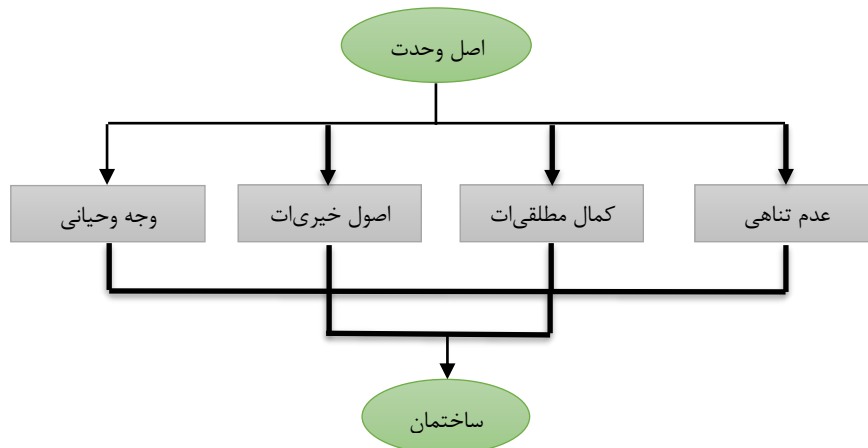 اصل وحدت
عدم تناهی
کمال مطلقی‌ات
اصول خیری‌ات
وجه وحیانی
ساختمان